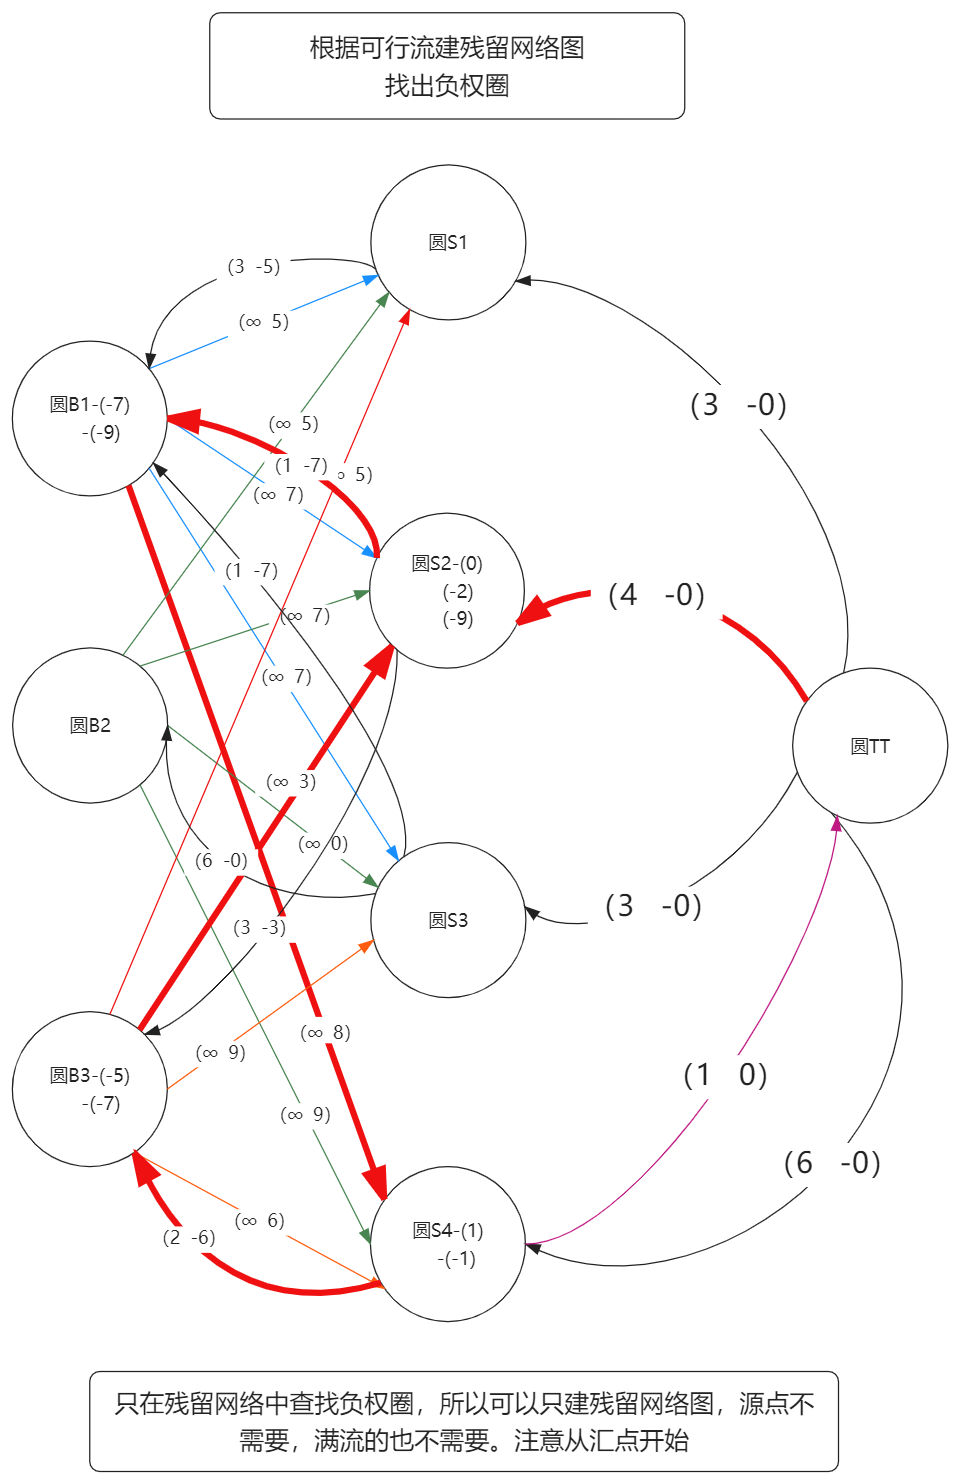 根据可行流建残留网络图
找出负权圈
圆S1
(3 -5)
(∞ 5)
(3 -0)
圆B1-(-7)
-(-9)
(∞ 5)
(1 -7)
5)
(∞ 7)
圆S2-(0)
(-2)
(-9)
(1 -7)
(4 -0)
(∞ 7)
(∞ 7)
圆B2
圆TT
(∞ 3)
(∞ 0)
(6 -0)
(3 -0)
圆S3
(3 -3)
(∞ 8)
(∞ 9)
圆B3-(-5)
-(-7)
(1 0)
(∞ 9)
(6 -0)
(∞ 6)
(2 -6)
圆S4-(1)
-(-1)
只在残留网络中查找负权圈，所以可以只建残留网络图，源点不
需要，满流的也不需要。注意从汇点开始